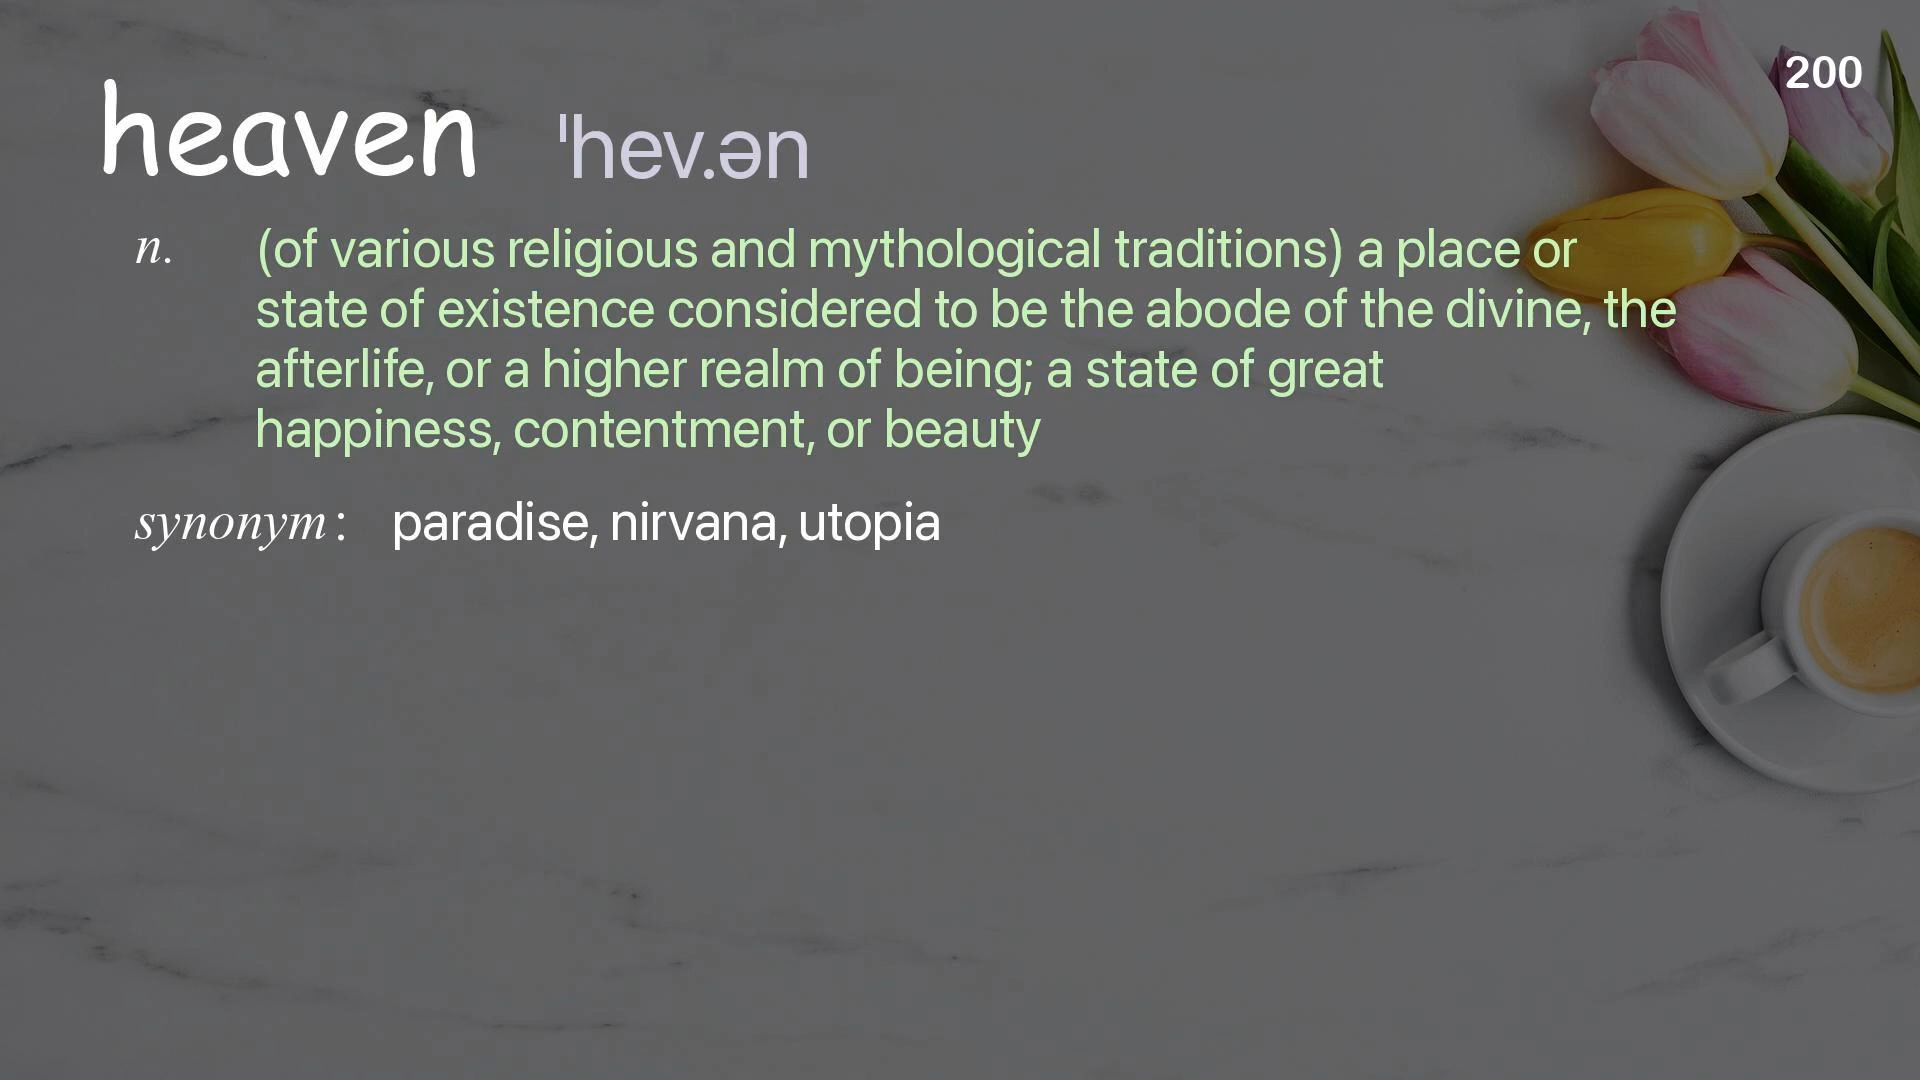 200
heaven ˈhev.ən
n. (of various religious and mythological traditions) a place or
state of existence considered to be the abode of the divine, the
afterlife, or a higher realm of being; a state of great
happiness, contentment, or beauty
synonym : paradise, nirvana, utopia